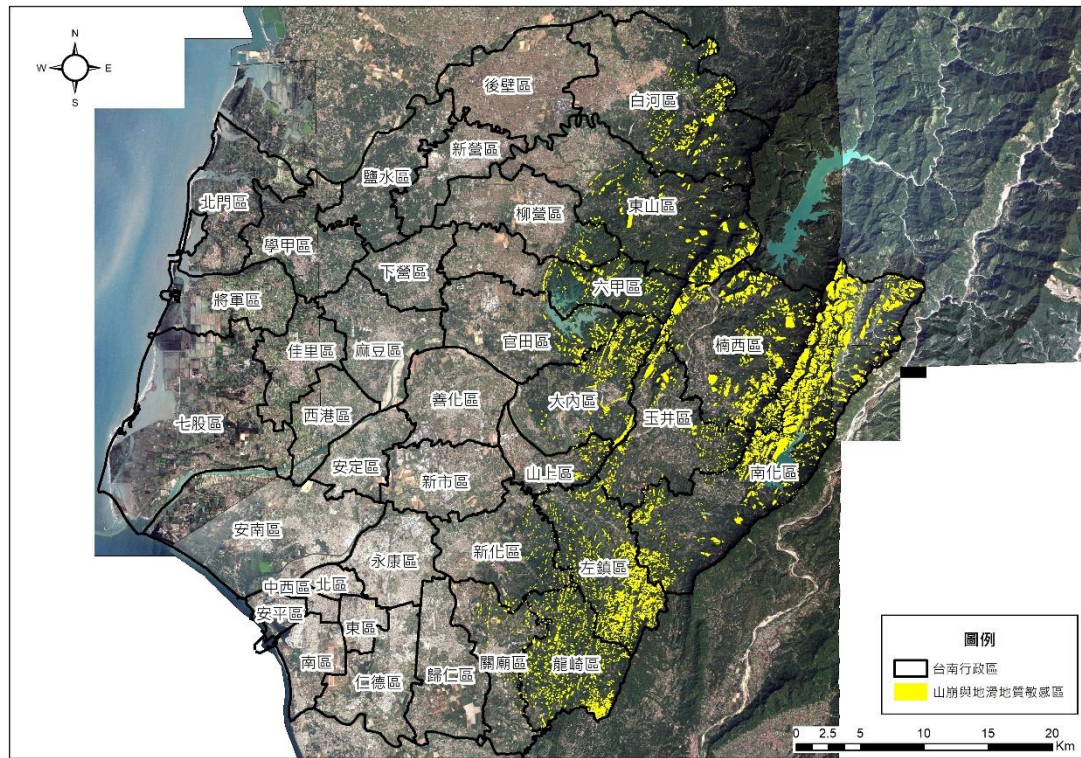 N
W E
S
後壁區
白河區
新營區
鹽水區
東山區
北門區
柳營區
學甲區
下營區
六甲區
將軍區
官田區
楠西區
佳里區
麻豆區
善化區
大內區
玉井區
七股區
西港區
安定區
新市區
山上區
南化區
安南區
永康區
新化區
左鎮區
中西區
北區
安平區
東區
南區
仁德區
歸仁區
關廟區
龍崎區
圖例
台南行政區
山崩與地滑地質敏感區
0 2.5 5 10 15 20
Km